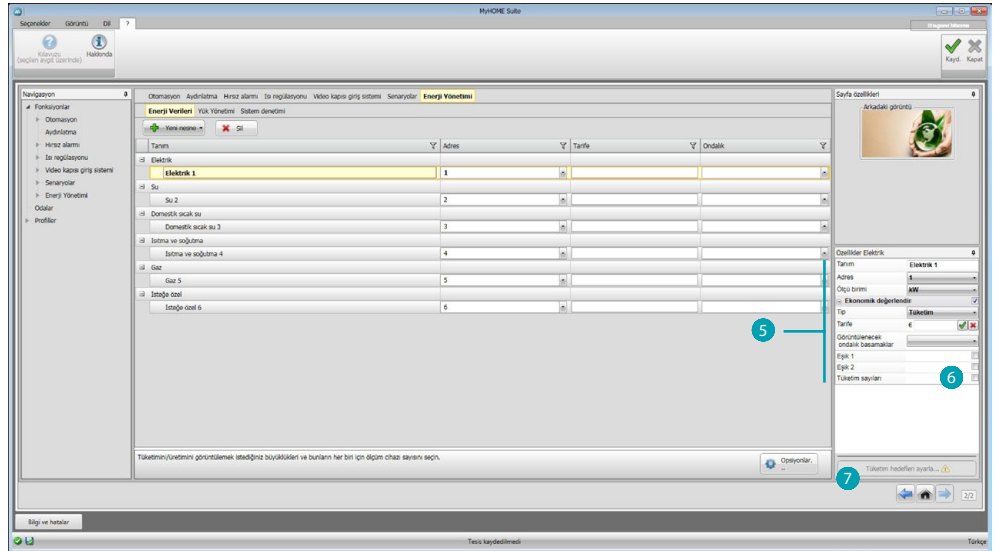 MyHOME Suite
Seçenekler Görüntü Dil ?
Kılavuzu
(seçilen aygıt üzerinde)
Hakkında
Kayd. Kapat
Navigasyon
Fonksiyonlar
Otomasyon
Aydınlatma
Hırsız alarmı
Isı regülasyonu
Video kapısı giriş sistemi
Senaryolar
Enerji Yönetimi
Odalar
Profiller
Otomasyon Aydınlatma Hırsız alarmı Isı regülasyonu Video kapısı giriş sistemi Senaryolar Enerji Yönetimi
Enerji Verileri Yük Yönetimi Sistem denetimi
Yeni nesne Sil
Tanım Adres Tarife Ondalık
Elektrik
Elektrik 1 1
Su
Su 2 2
Domestik sıcak su
Domestik sıcak su 3 3
Isıtma ve soğutma
Isıtma ve soğutma 4 4
Gaz
Gaz 5 5
İsteğe özel
İsteğe özel 6 6
Tüketimini/üretimini görüntülemek istediğiniz büyüklükleri ve bunların her biri için ölçüm cihazı sayısını seçin.
Opsiyonlar.
..
Sayfa özellikleri
Arkadaki görüntü
Özellikler Elektrik
Tanım Elektrik 1
Adres 1
Ölçü birimi kW
Ekonomik değerlendir
Tip Tüketim
Tarife €
Görüntülenecek
ondalık basamaklar
Eşik 1
Eşik 2
Tüketim sayıları
5
6
7
Tüketim hedefleri ayarla...
2/2
Bilgi ve hatalar
Tesis kaydedilmedi
Türkçe